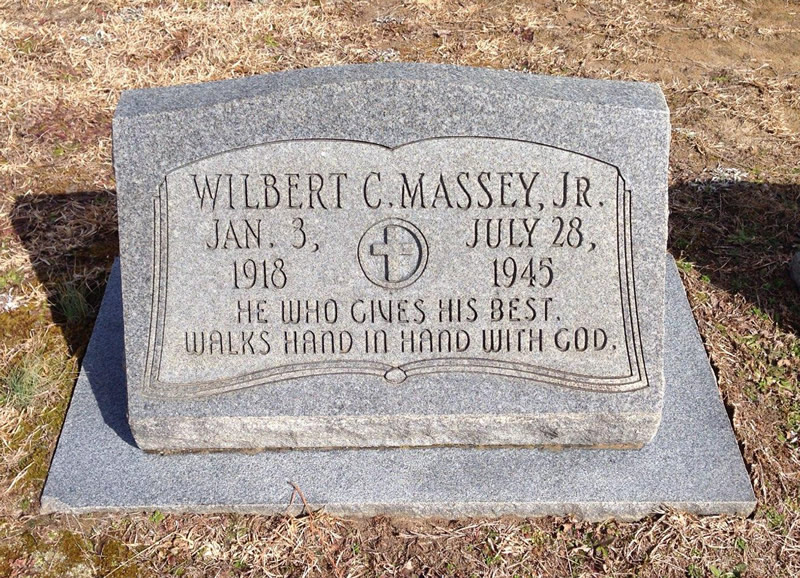 WILBERT C. MASSEY, JR.
JAN. 3, JULY 28,
1918 1945
HE WHO GIVES HIS BEST.
WALKS HAND IN HAND WITH GOD.